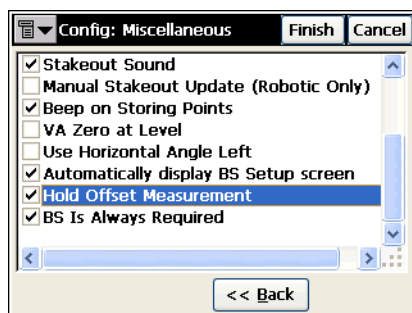 Config: Miscellaneous Finish Cancel
Stakeout Sound
Manual Stakeout Update (Robotic Only)
Beep on Storing Points
VA Zero at Level
Use Horizontal Angle Left
Automatically display BS Setup screen
Hold Offset Measurement
BS Is Always Required
<< Back